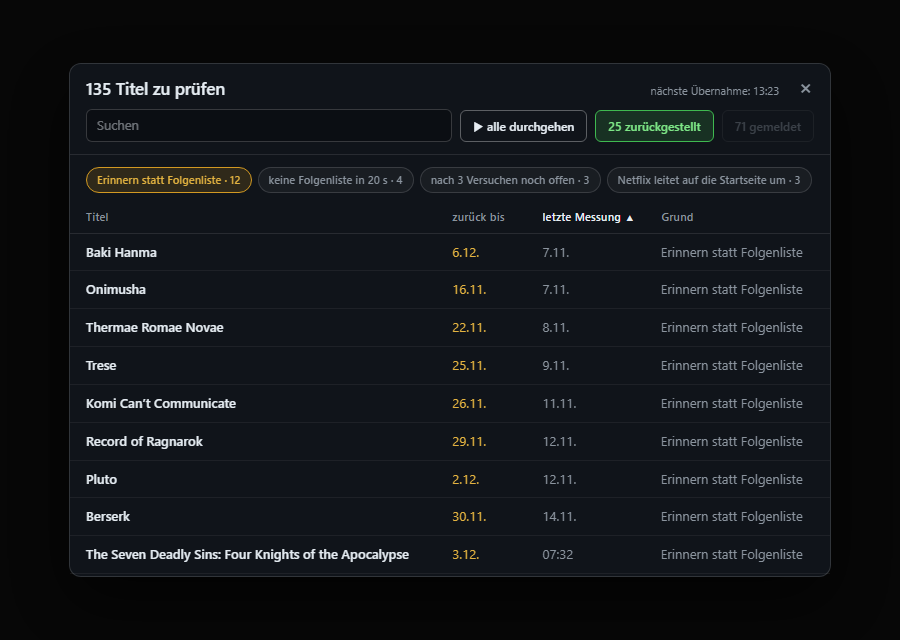 135 Titel zu prüfen nächste Übernahme: 13:23 ✕
Suchen ▶ alle durchgehen 25 zurückgestellt 71 gemeldet
Erinnern statt Folgenliste · 12 keine Folgenliste in 20 s · 4 nach 3 Versuchen noch offen · 3 Netflix leitet auf die Startseite um · 3
Titel zurück bis letzte Messung ▲ Grund
Baki Hanma 6.12. 7.11. Erinnern statt Folgenliste
Onimusha 16.11. 7.11. Erinnern statt Folgenliste
Thermae Romae Novae 22.11. 8.11. Erinnern statt Folgenliste
Trese 25.11. 9.11. Erinnern statt Folgenliste
Komi Can’t Communicate 26.11. 11.11. Erinnern statt Folgenliste
Record of Ragnarok 29.11. 12.11. Erinnern statt Folgenliste
Pluto 2.12. 12.11. Erinnern statt Folgenliste
Berserk 30.11. 14.11. Erinnern statt Folgenliste
The Seven Deadly Sins: Four Knights of the Apocalypse 3.12. 07:32 Erinnern statt Folgenliste